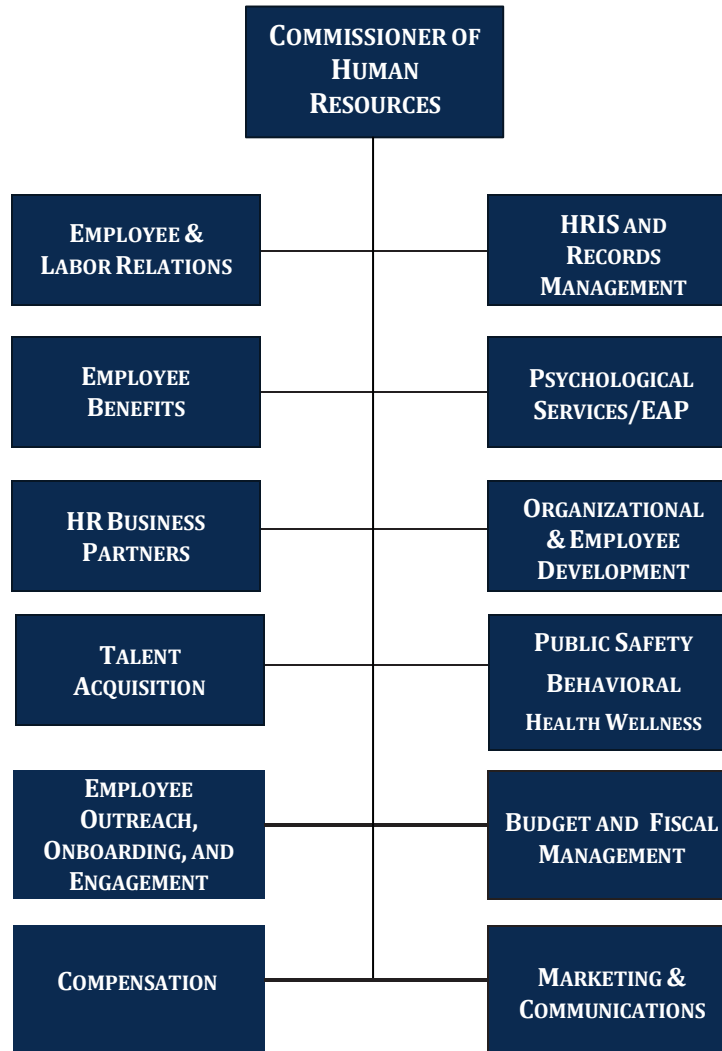 COMMISSIONER OF
HUMAN
RESOURCES
EMPLOYEE &
LABOR RELATIONS
HRIS AND
RECORDS
MANAGEMENT
EMPLOYEE
BENEFITS
PSYCHOLOGICAL
SERVICES/EAP
HR BUSINESS
PARTNERS
ORGANIZATIONAL
& EMPLOYEE
DEVELOPMENT
TALENT
ACQUISITION
PUBLIC SAFETY
BEHAVIORAL
HEALTH WELLNESS
EMPLOYEE
OUTREACH,
ONBOARDING, AND
ENGAGEMENT
BUDGET AND FISCAL
MANAGEMENT
COMPENSATION
MARKETING &
COMMUNICATIONS